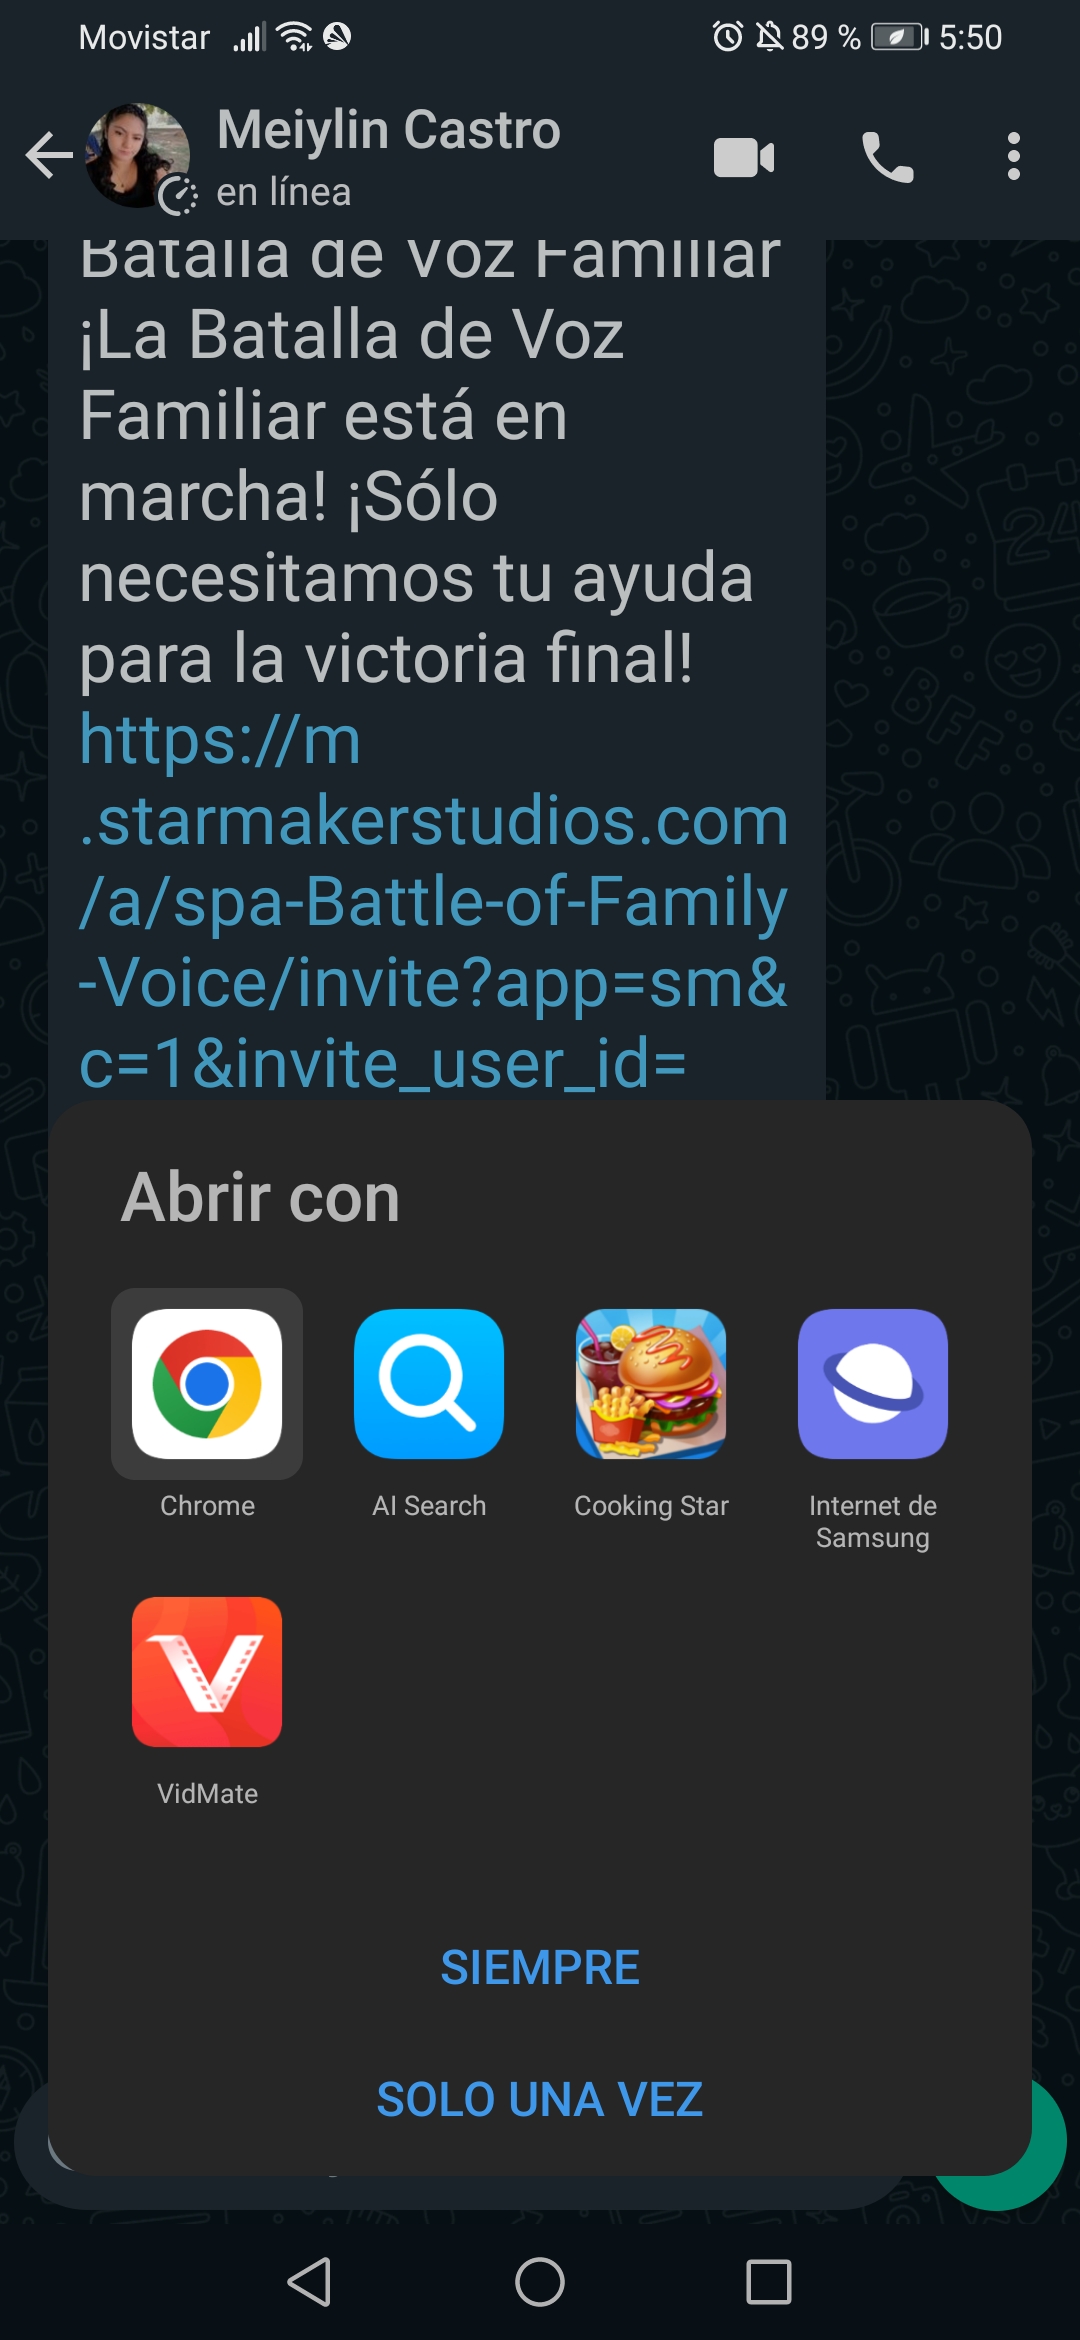 Movistar
89 %
5:50
Meiylin Castro
en línea
Batalla de Voz Familiar
¡La Batalla de Voz
Familiar está en
marcha! ¡Sólo
necesitamos tu ayuda
para la victoria final!
https://m
.starmakerstudios.com
/a/spa-Battle-of-Family
-Voice/invite?app=sm&
c=1&invite_user_id=
Abrir con
Chrome
AI Search
Cooking Star
Internet de
Samsung
VidMate
SIEMPRE
SOLO UNA VEZ